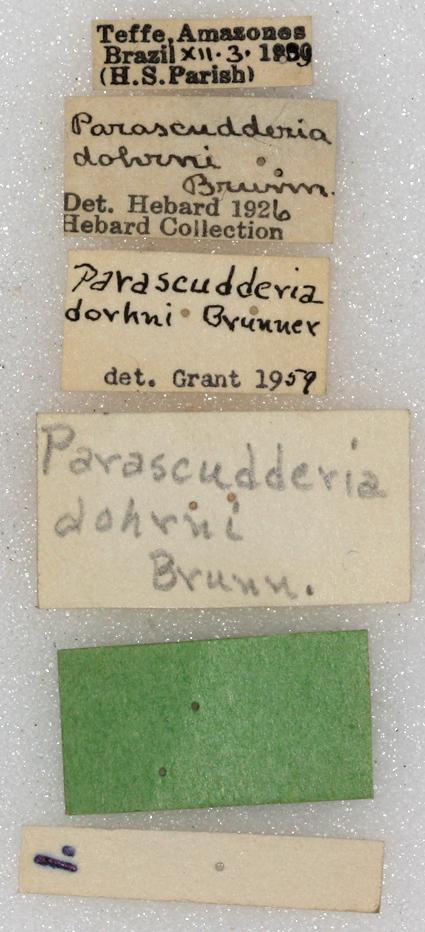 Teffe, Amazones
Brazil XII. 3. 1919
(H.S.Parish)
Parascudderia
dohrni
Brunn.
Det. Hebard 1926
Hebard Collection
Parascudderia
dorhni Brunner
det. Grant 1959
Parascudderia
dohrni
Brunn.
1.